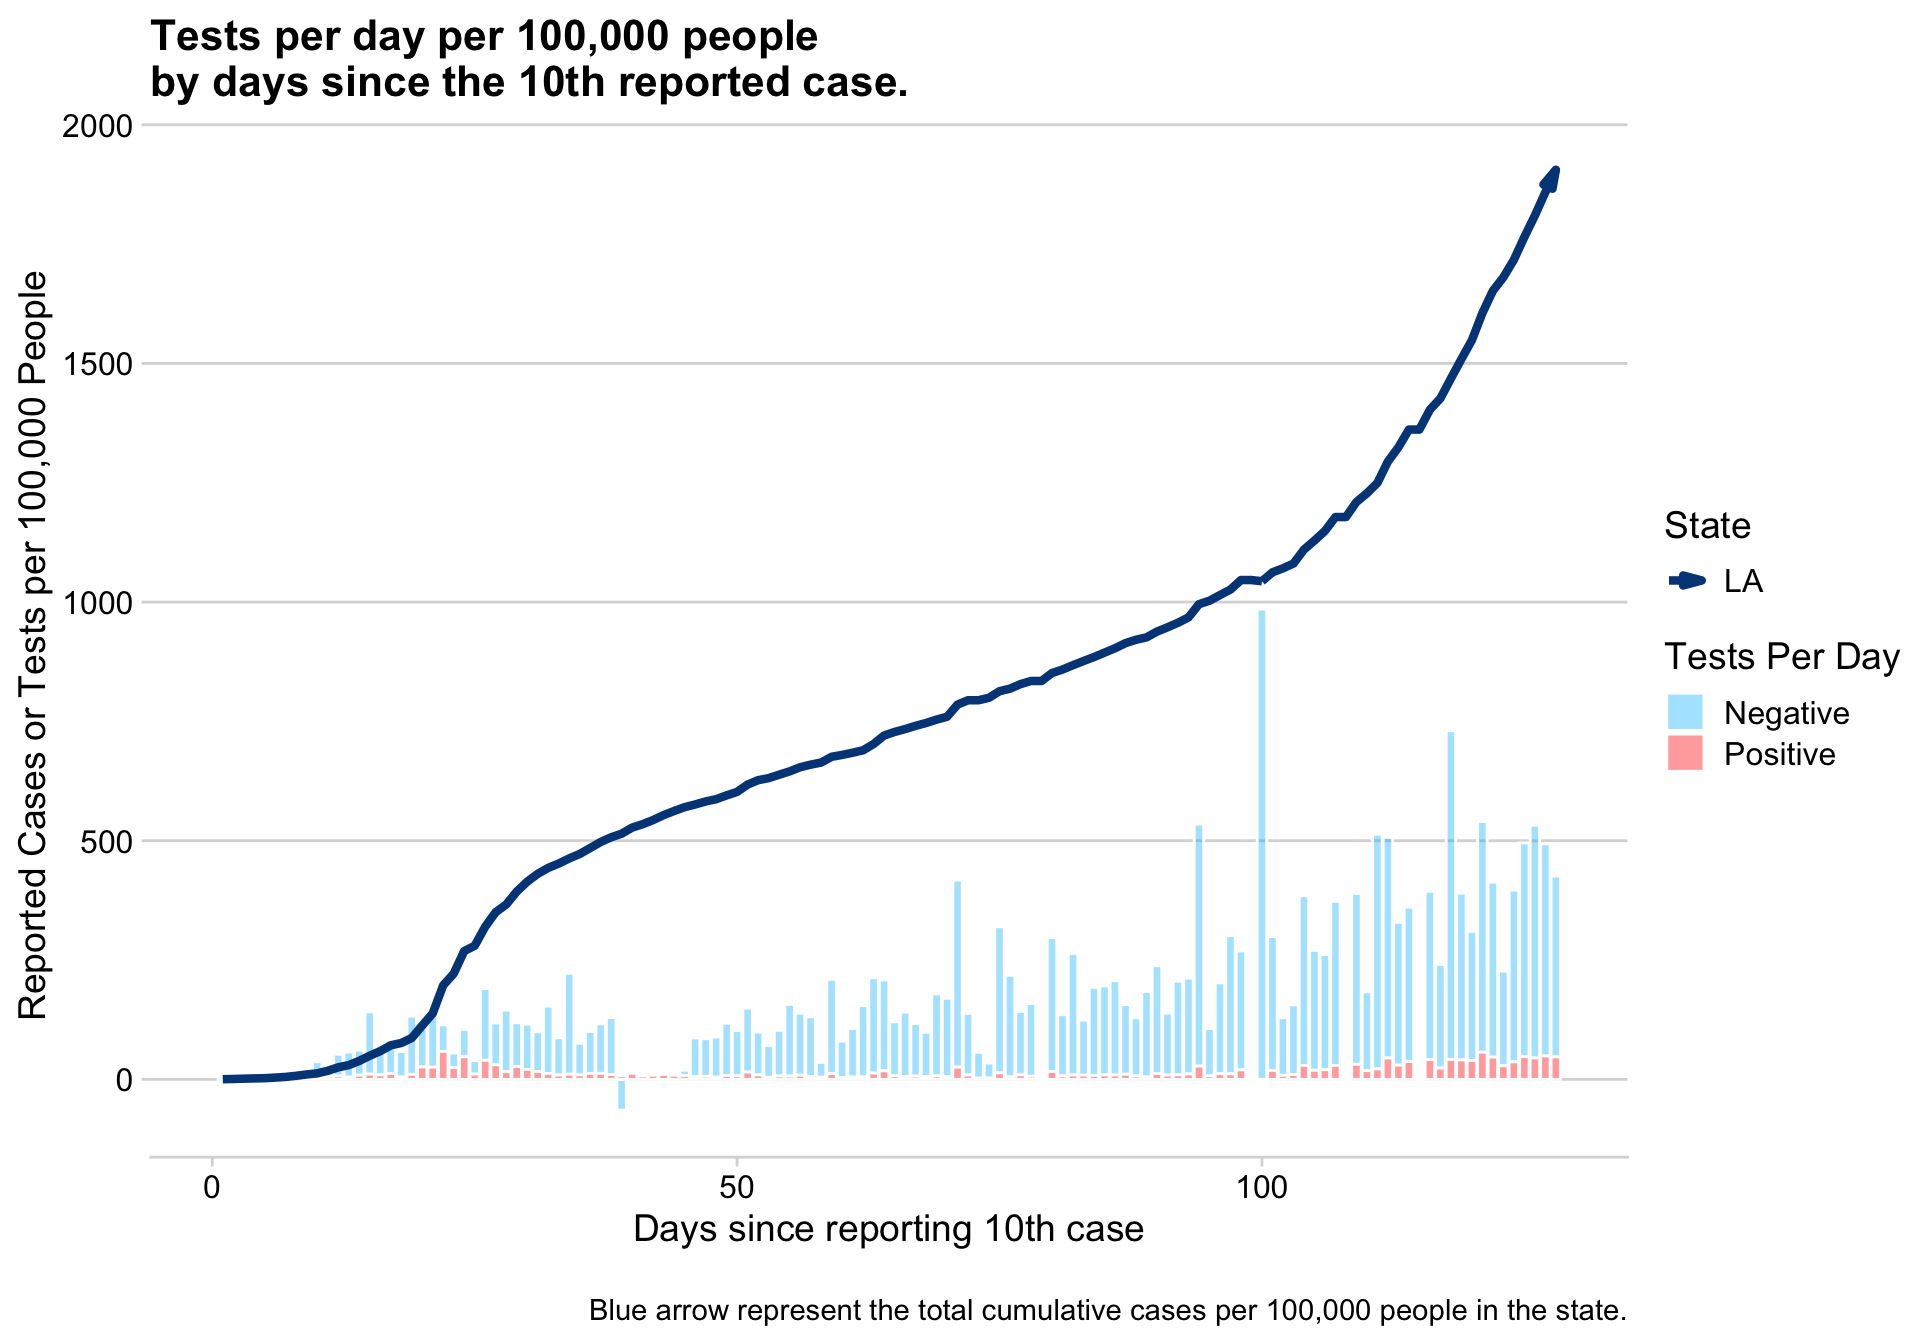 Tests per day per 100,000 people
by days since the 10th reported case.
Reported Cases or Tests per 100,000 People
2000
1500
1000
500
0
0
50
100
Days since reporting 10th case
State
LA
Tests Per Day
Negative
Positive
Blue arrow represent the total cumulative cases per 100,000 people in the state.